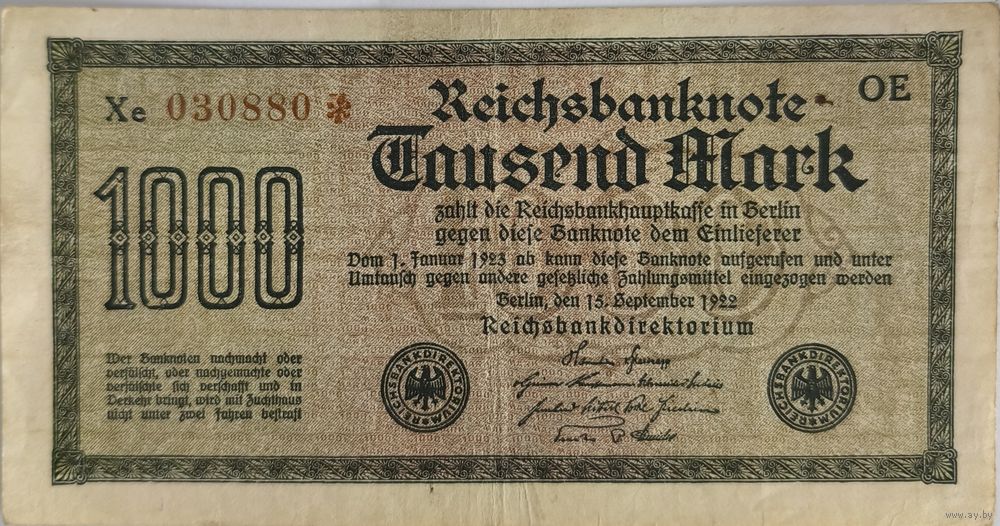 Xe 030880 *
OE
Reichsbanknote
Tausend Mark
1000
zahlt die Reichsbankhauptkasse in Berlin
gegen diese Banknote dem Einlieferer
Vom 1. Januar 1923 ab kann diese Banknote aufgerufen und unter
Umtausch gegen andere gesetzliche Zahlungsmittel eingezogen werden
Berlin, den 15. September 1922
Reichsbankdirektorium
Wer Banknoten nachmacht oder
verfälscht, oder nachgemachte oder
verfälschte sich verschafft und in
Verkehr bringt, wird mit Zuchthaus
nicht unter zwei Jahren bestraft
REICHSBANKDIREKTORIUM
REICHSBANKDIREKTORIUM
www.ay.by